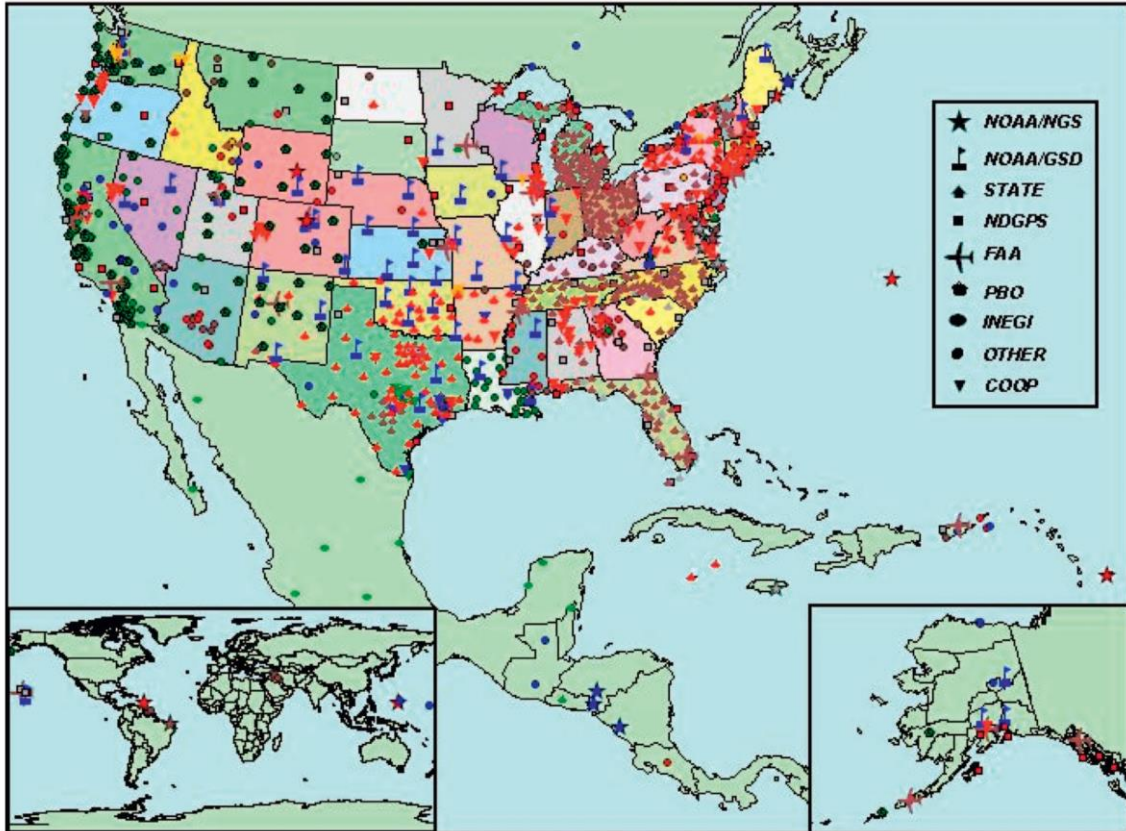 NOAA/NGS
NOAA/GSD
STATE
NDGPS
FAA
PBO
INEGI
OTHER
COOP